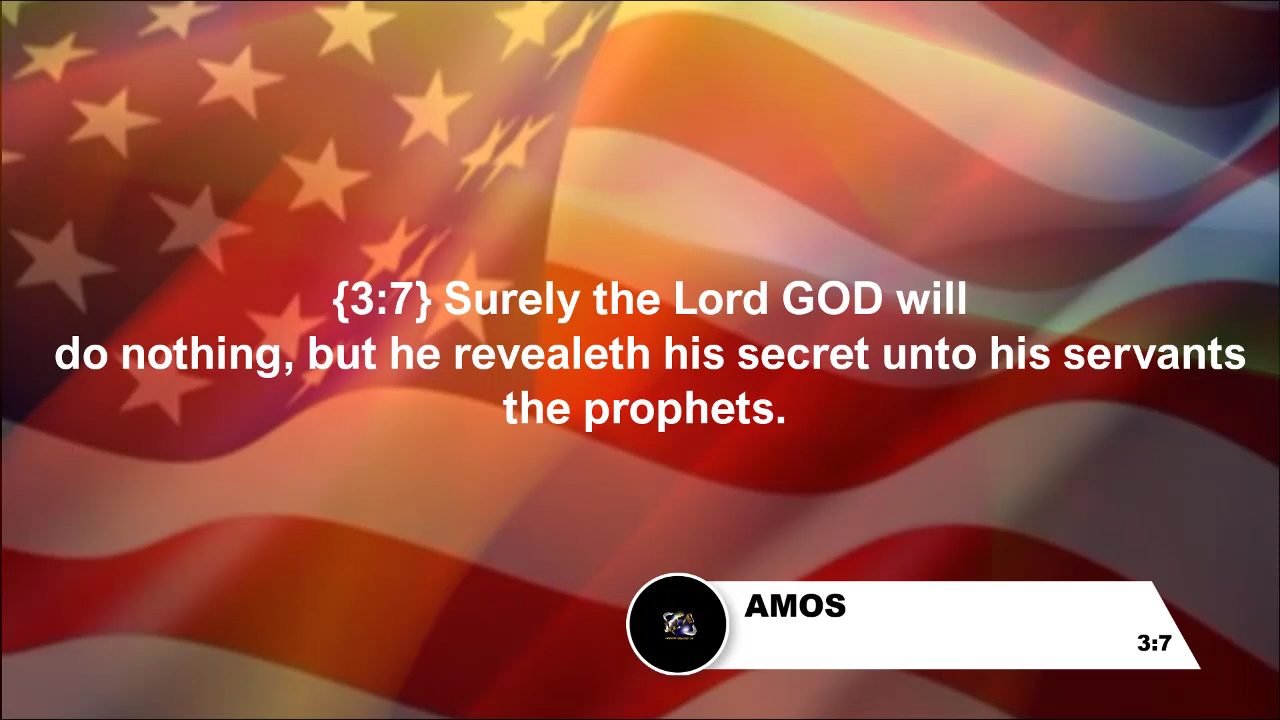 {3:7} Surely the Lord GOD will
do nothing, but he revealeth his secret unto his servants
the prophets.
AMOS
3:7